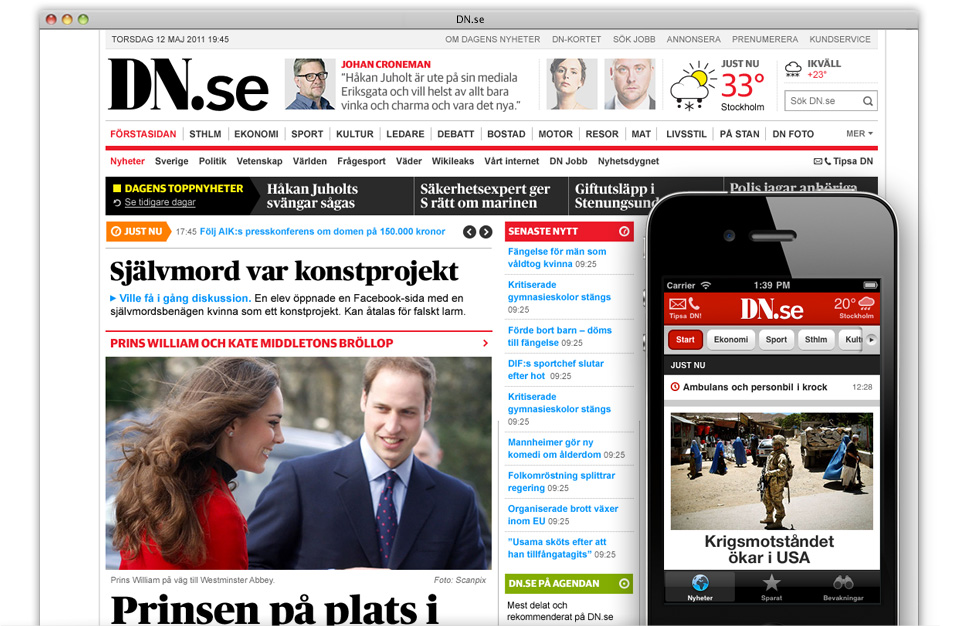 DN.se
TORSDAG 12 MAJ 2011 19:45
OM DAGENS NYHETER DN-KORTET SÖK JOBB ANNONSERA PRENUMERA KUNDSERVICE
DN.se
JOHAN CRONEMAN
"Håkan Juholt är ute på sin mediala
Eriksgata och vill helst av allt bara
vinka och charma och vara det nya."
JUST NU
33°
Stockholm
IKVÄLL
+23°
Sök DN.se
FÖRSTASIDAN STHLM EKONOMI SPORT KULTUR LEDARE DEBATT BOSTAD MOTOR RESOR MAT LIVSSTIL PÅ STAN DN FOTO MER
Nyheter Sverige Politik Vetenskap Världen Frågesport Väder Wikileaks Vårt internet DN Jobb Nyhetsdygnet Tipsa DN
DAGENS TOPPNYHETER
Se tidigare dagar
Håkan Juholts
svängar sågas
Säkerhetsexpert ger
S rätt om marinen
Giftutsläpp i
Stenungsund
Polis jagar anhöriga
JUST NU 17:45 Följ AIK:s presskonferens om domen på 150.000 kronor
Självmord var konstprojekt
Ville få i gång diskussion. En elev öppnade en Facebook-sida med en
självmordsbenägen kvinna som ett konstprojekt. Kan åtalas för falskt larm.
PRINS WILLIAM OCH KATE MIDDLETONS BRÖLLOP
Prins William på väg till Westminster Abbey. Foto: Scanpix
Prinsen på plats i
SENASTE NYTT
Fängelse för män som
våldtog kvinna 09:25
Kritiserade
gymnasieskolor stängs
09:25
Förde bort barn – döms
till fängelse 09:25
DIF:s sportchef slutar
efter hot 09:25
Kritiserade
gymnasieskolor stängs
09:25
Mannheimer gör ny
komedi om ålderdom 09:25
Folkomröstning splittrar
regering 09:25
Organiserade brott växer
inom EU 09:25
"Usama sköts efter att
han tillfångatagits" 09:25
DN.SE PÅ AGENDAN
Mest delat och
rekommenderat på DN.se
Carrier 1:39 PM
Tipsa DN!
DN.se
20°
Stockholm
Start Ekonomi Sport Sthlm Kult
JUST NU
Ambulans och personbil i krock 12:28
Krigsmotståndet
ökar i USA
Nyheter Sparat Bevakningar